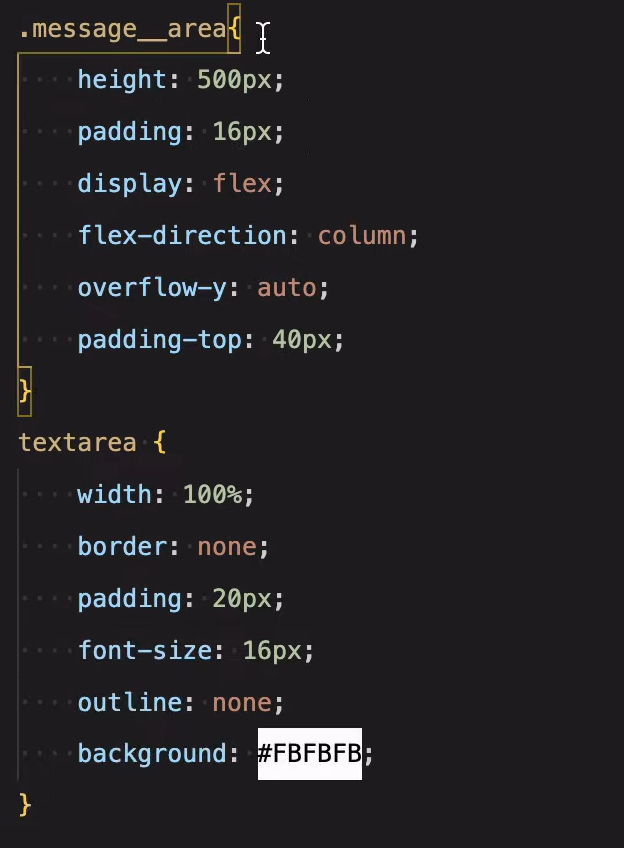 .message__area{
    height: 500px;
    padding: 16px;
    display: flex;
    flex-direction: column;
    overflow-y: auto;
    padding-top: 40px;
}
textarea {
    width: 100%;
    border: none;
    padding: 20px;
    font-size: 16px;
    outline: none;
    background: #FBFBFB;
}